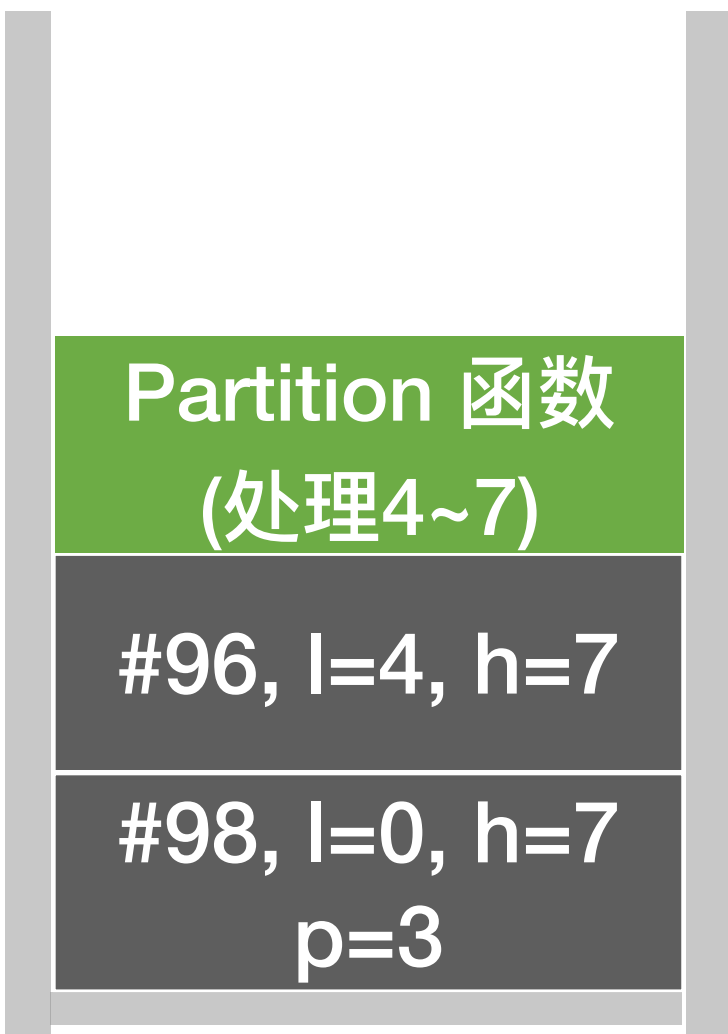 Partition 函数
(处理4~7)
#96, l=4, h=7
#98, l=0, h=7
p=3